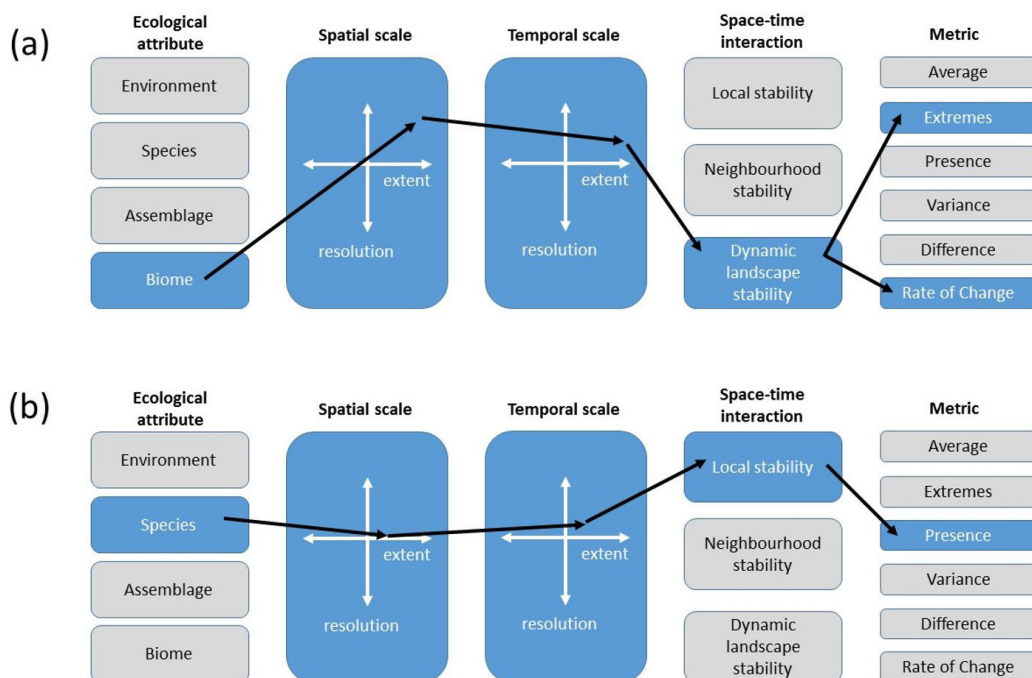 (a)
Ecological
attribute
Spatial scale
Temporal scale
Space-time
interaction
Metric
Environment
Species
Assemblage
Biome
extent
resolution
extent
resolution
Local stability
Neighbourhood
stability
Dynamic
landscape
stability
Average
Extremes
Presence
Variance
Difference
Rate of Change
(b)
Ecological
attribute
Spatial scale
Temporal scale
Space-time
interaction
Metric
Environment
Species
Assemblage
Biome
extent
resolution
extent
resolution
Local stability
Neighbourhood
stability
Dynamic
landscape
stability
Average
Extremes
Presence
Variance
Difference
Rate of Change